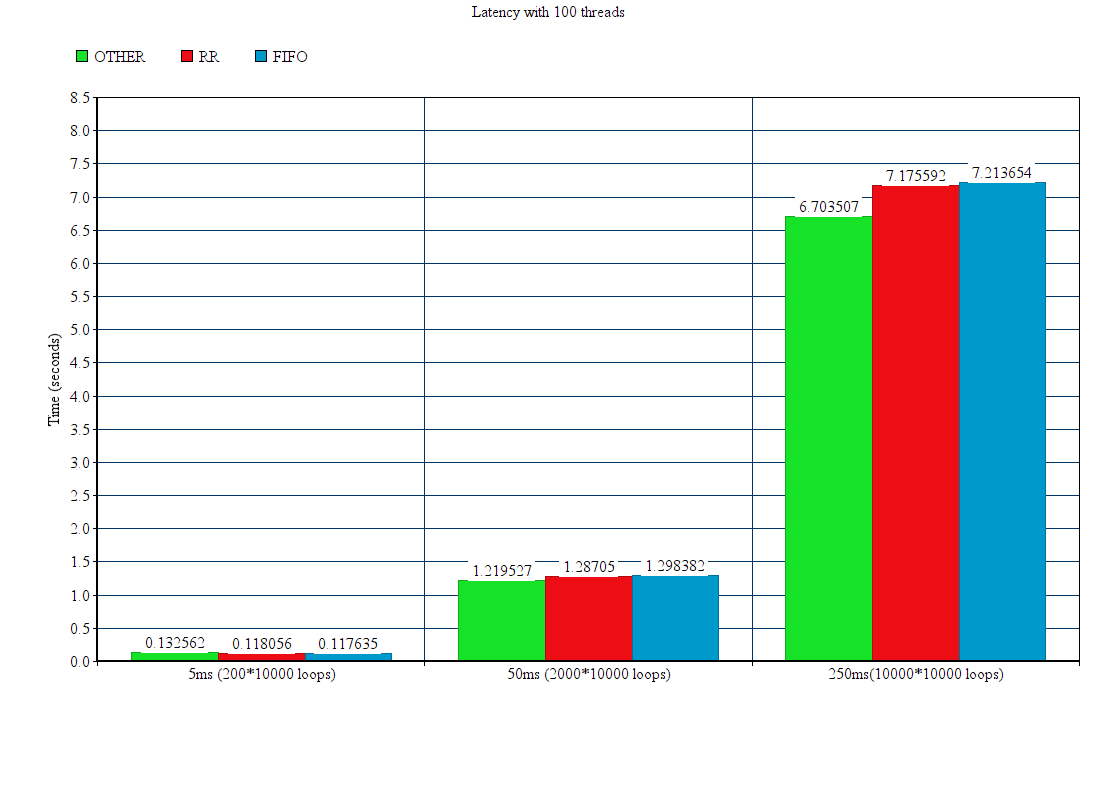 Latency with 100 threads
OTHER RR FIFO
8.5
8.0
7.5
7.0
6.5
6.0
5.5
5.0
4.5
4.0
3.5
3.0
2.5
2.0
1.5
1.0
0.5
0.0
Time (seconds)
0.132562 0.118056 0.117635
1.219527 1.28705 1.298382
6.703507 7.175592 7.213654
5ms (200*10000 loops) 50ms (2000*10000 loops) 250ms(10000*10000 loops)